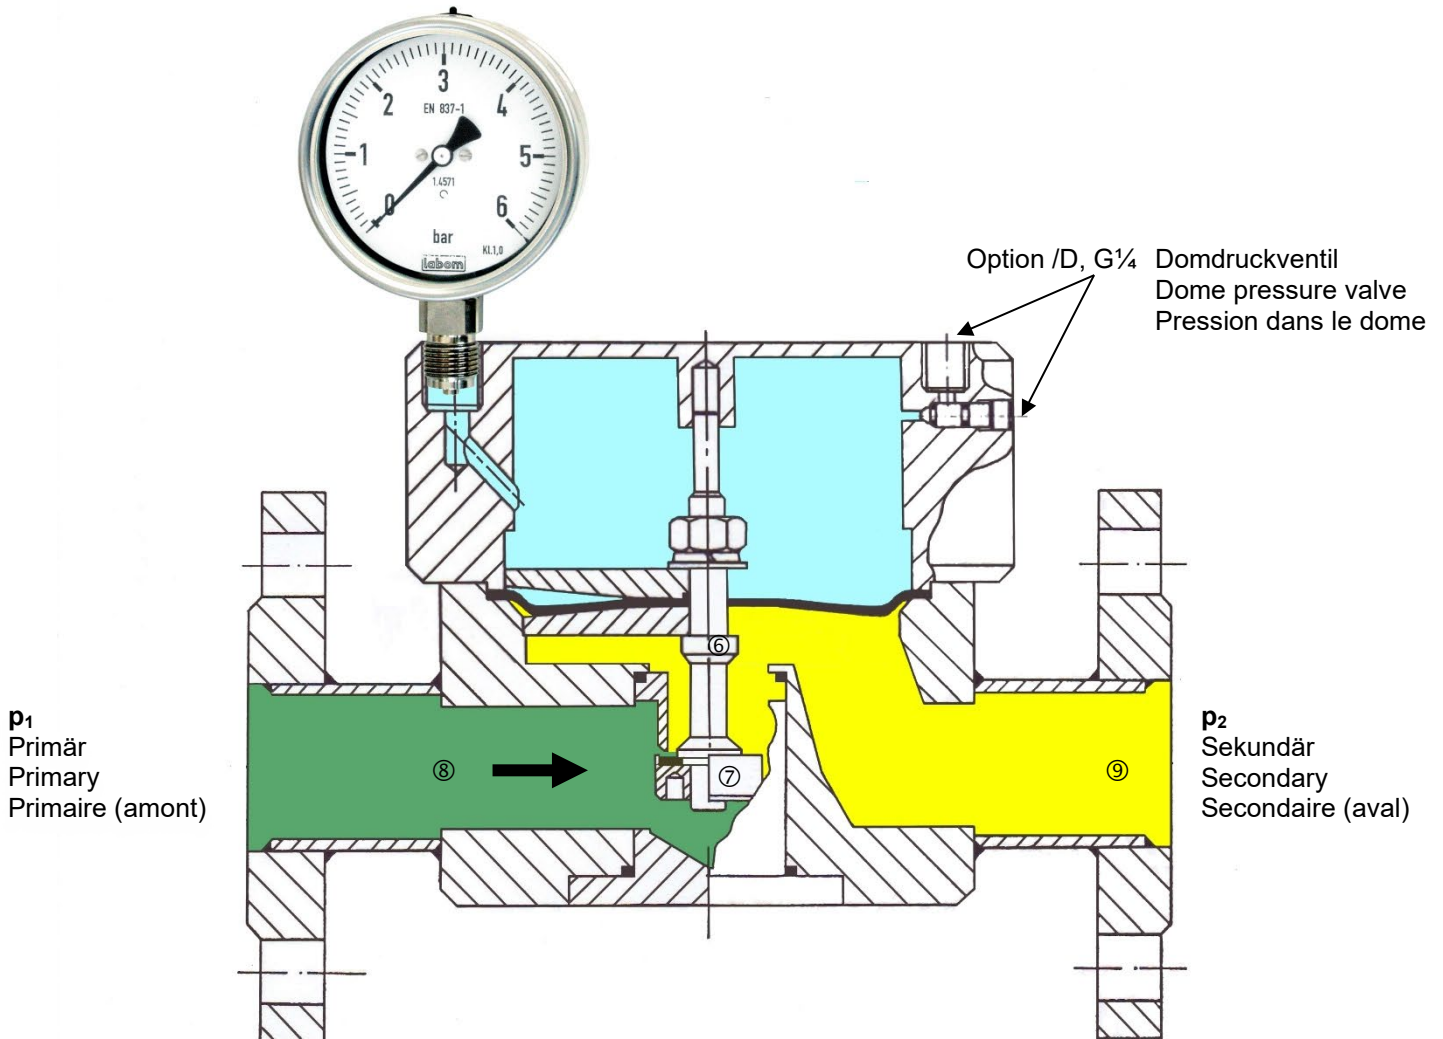 3
2
4
EN 837-1
1
5
1.4571
0
6
bar
Kl.1,0
labom
Option /D, G¼ Domdruckventil
Dome pressure valve
Pression dans le dome
⑥
p₁
Primär
Primary
Primaire (amont)
⑧
⑦
⑨
p₂
Sekundär
Secondary
Secondaire (aval)